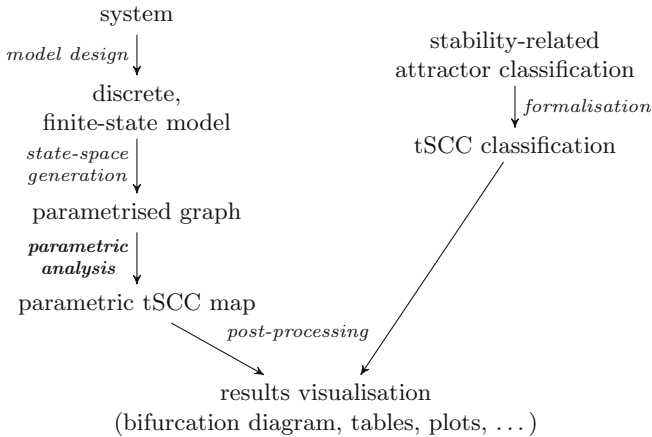 system
model design
discrete,
finite-state model
state-space
generation
parametrised graph
parametric
analysis
parametric tSCC map
stability-related
attractor classification
formalisation
tSCC classification
post-processing
results visualisation
(bifurcation diagram, tables, plots, ... )